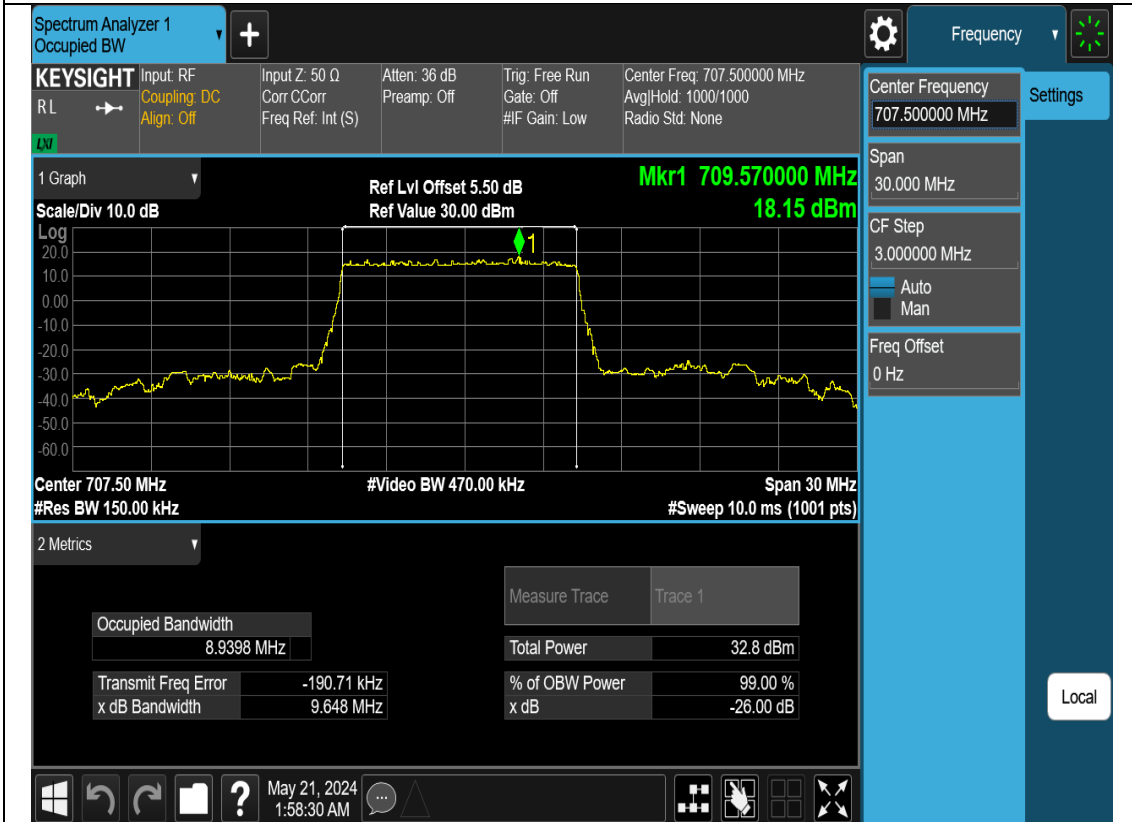 Spectrum Analyzer 1
Occupied BW
+
Frequency
KEYSIGHT
RL
LXI
Input: RF
Coupling: DC
Align: Off
Input Z: 50 Ω
Corr CCorr
Freq Ref: Int (S)
Atten: 36 dB
Preamp: Off
Trig: Free Run
Gate: Off
#IF Gain: Low
Center Freq: 707.500000 MHz
Avg|Hold: 1000/1000
Radio Std: None
Center Frequency
707.500000 MHz
Settings
Span
30.000 MHz
CF Step
3.000000 MHz
Auto
Man
Freq Offset
0 Hz
Local
1 Graph
Scale/Div 10.0 dB
Ref Lvl Offset 5.50 dB
Ref Value 30.00 dBm
Mkr1 709.570000 MHz
18.15 dBm
Log
1
20.0
10.0
0.00
-10.0
-20.0
-30.0
-40.0
-50.0
-60.0
Center 707.50 MHz
#Video BW 470.00 kHz
Span 30 MHz
#Res BW 150.00 kHz
#Sweep 10.0 ms (1001 pts)
2 Metrics
Measure Trace
Trace 1
Occupied Bandwidth
8.9398 MHz
Total Power
32.8 dBm
Transmit Freq Error
-190.71 kHz
% of OBW Power
99.00 %
x dB Bandwidth
9.648 MHz
x dB
-26.00 dB
?
May 21, 2024
1:58:30 AM